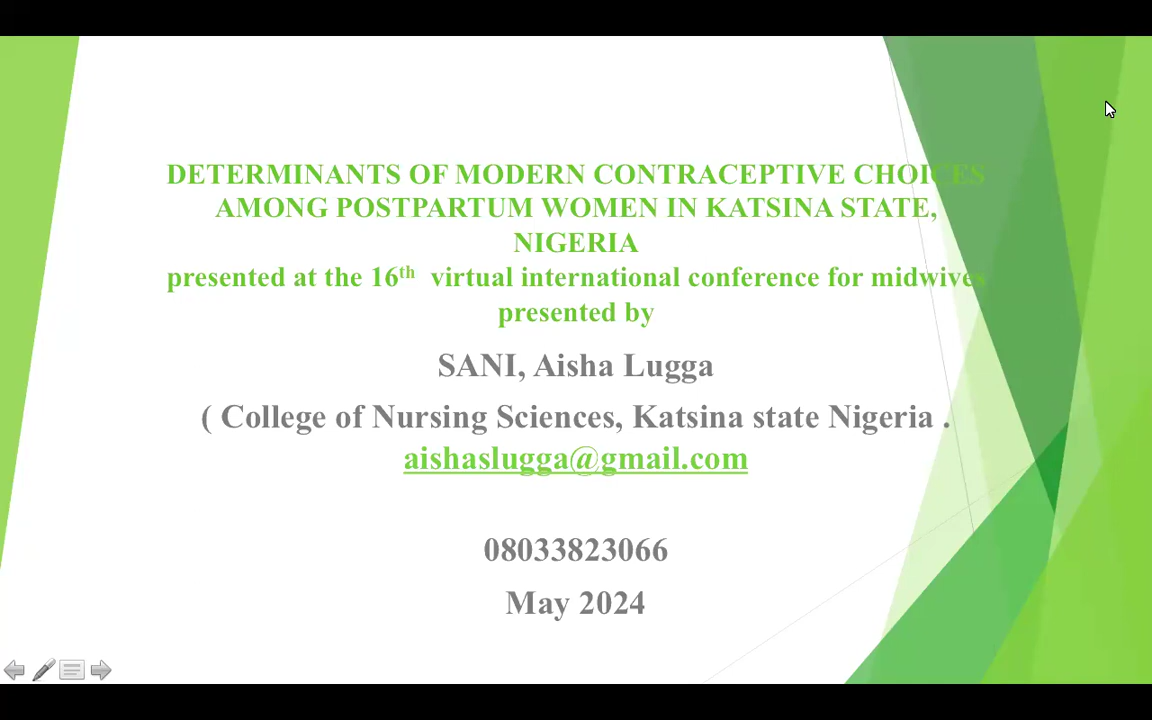 DETERMINANTS OF MODERN CONTRACEPTIVE CHOICES
AMONG POSTPARTUM WOMEN IN KATSINA STATE,
NIGERIA
presented at the 16th virtual international conference for midwives
presented by
SANI, Aisha Lugga
( College of Nursing Sciences, Katsina state Nigeria .
aishaslugga@gmail.com
08033823066
May 2024